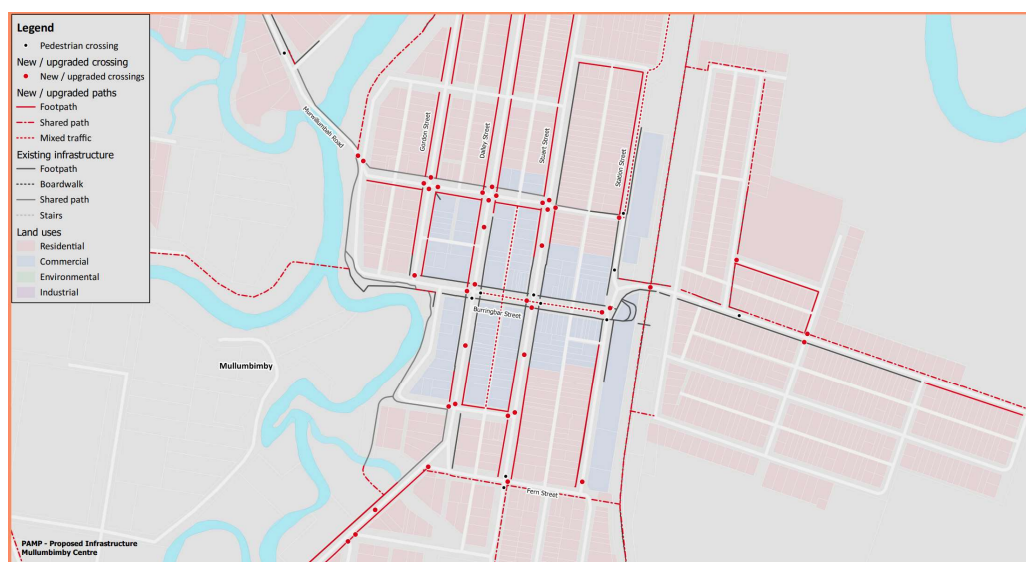 Legend
Pedestrian crossing
New / upgraded crossing
New / upgraded crossings
New / upgraded paths
Footpath
Shared path
Mixed traffic
Existing infrastructure
Footpath
Boardwalk
Shared path
Stairs
Land uses
Residential
Commercial
Environmental
Industrial
Murwillumbah Road
Gordon Street
Dalley Street
Stuart Street
Station Street
Burringbar Street
Mullumbimby
Fern Street
PAMP - Proposed Infrastructure
Mullumbimby Centre